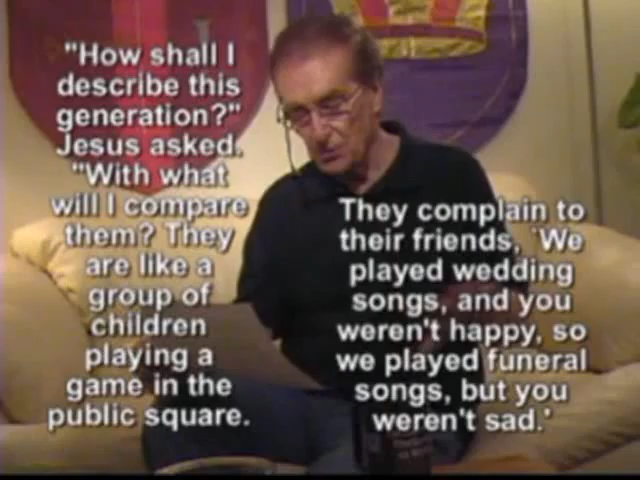 "How shall I
describe this
generation?"
Jesus asked.
"With what
will I compare
them? They
are like a
group of
children
playing a
game in the
public square.
They complain to
their friends, `We
played wedding
songs, and you
weren't happy, so
we played funeral
songs, but you
weren't sad.'